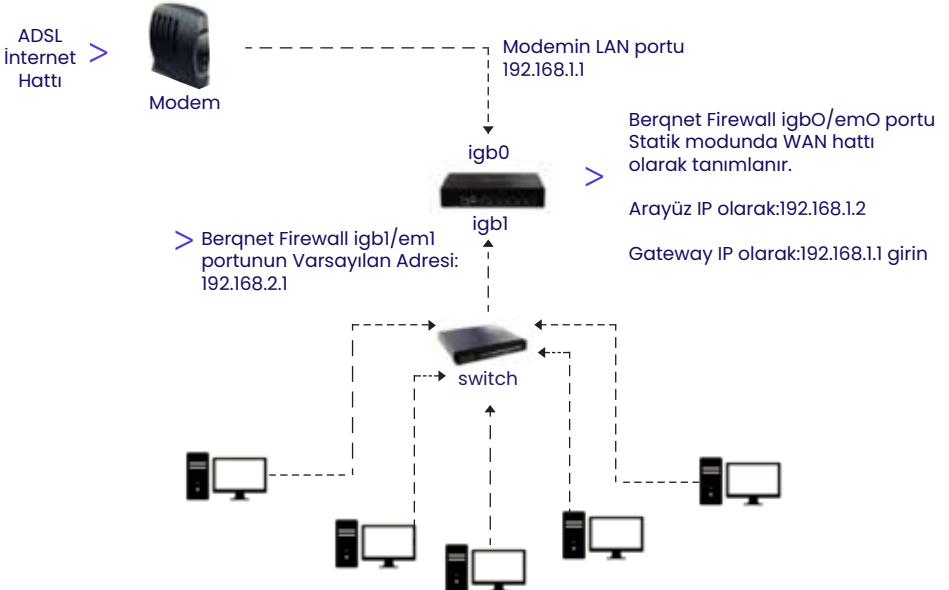 ADSL
İnternet
Hattı
>
Modem
Modemin LAN portu
192.168.1.1
igb0
igb1
>
Berqnet Firewall igbO/emO portu
Statik modunda WAN hattı
olarak tanımlanır.
Arayüz IP olarak:192.168.1.2
Gateway IP olarak:192.168.1.1 girin
>
Berqnet Firewall igb1/em1
portunun Varsayılan Adresi:
192.168.2.1
switch